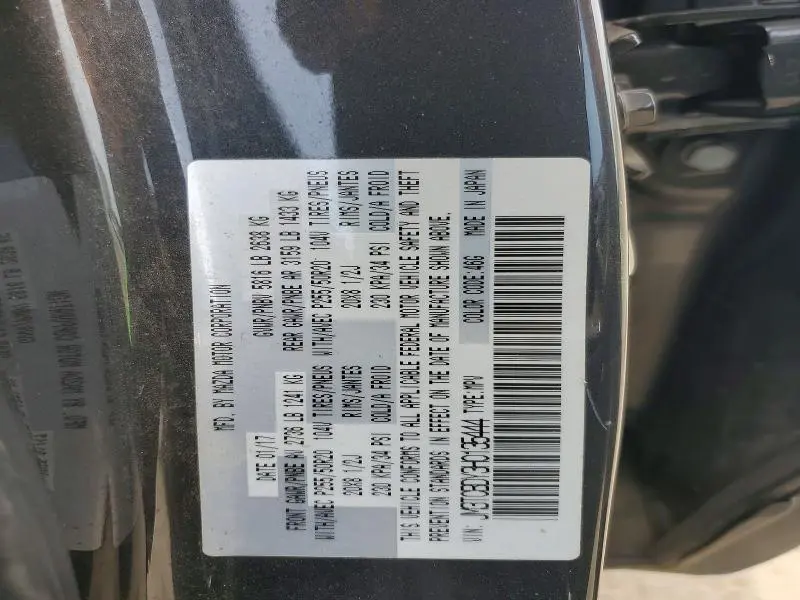 MFD. BY MAZDA MOTOR CORPORATION
DATE 01/17 GVWR/PNBV 5816 LB 2638 KG
FRONT GAWR/PNBE AV 2736 LB 1241 KG REAR GAWR/PNBE AR 3159 LB 1433 KG
WITH/AVEC P255/50R20 104V TIRES/PNEUS WITH/AVEC P255/50R20 104V TIRES/PNEUS
20X8 1/2J RIMS/JANTES 20X8 1/2J RIMS/JANTES
230 KPA/34 PSI COLD/A FROID 230 KPA/34 PSI COLD/A FROID
THIS VEHICLE CONFORMS TO ALL APPLICABLE FEDERAL MOTOR VEHICLE SAFETY AND THEFT
PREVENTION STANDARDS IN EFFECT ON THE DATE OF MANUFACTURE SHOWN ABOVE.
COLOR CODE:46G MADE IN JAPAN
VIN: JM3TCBDY3H0135444 TYPE:MPV